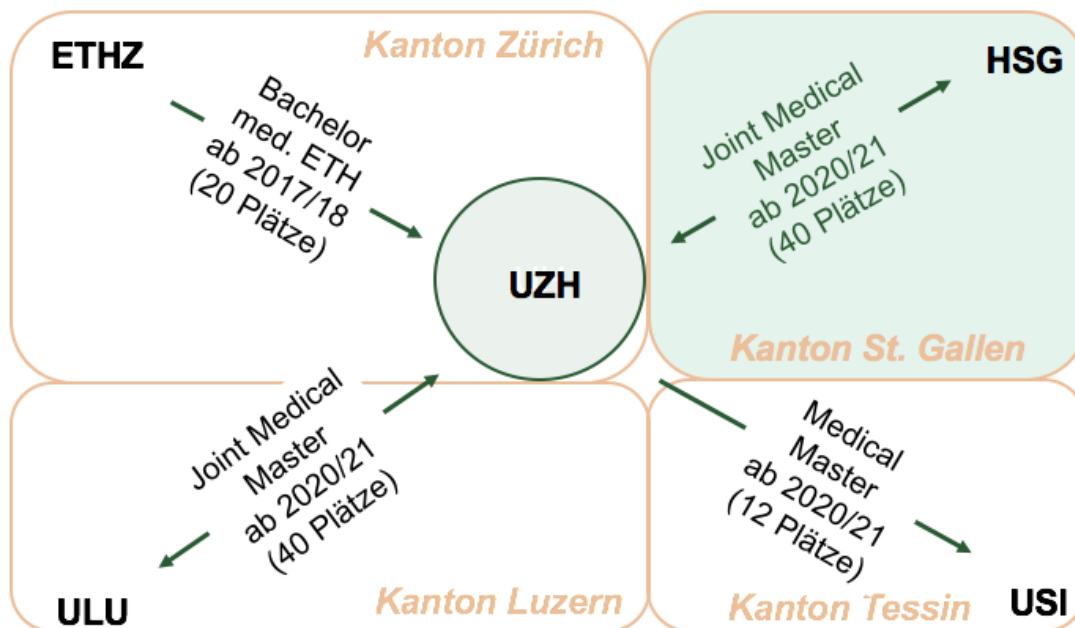 ETHZ
Kanton Zürich
Bachelor
med. ETH
ab 2017/18
(20 Plätze)
HSG
Joint Medical
Master
ab 2020/21
(40 Plätze)
Kanton St. Gallen
UZH
Joint Medical
Master
ab 2020/21
(40 Plätze)
ULU
Kanton Luzern
Medical
Master
ab 2020/21
(12 Plätze)
Kanton Tessin
USI